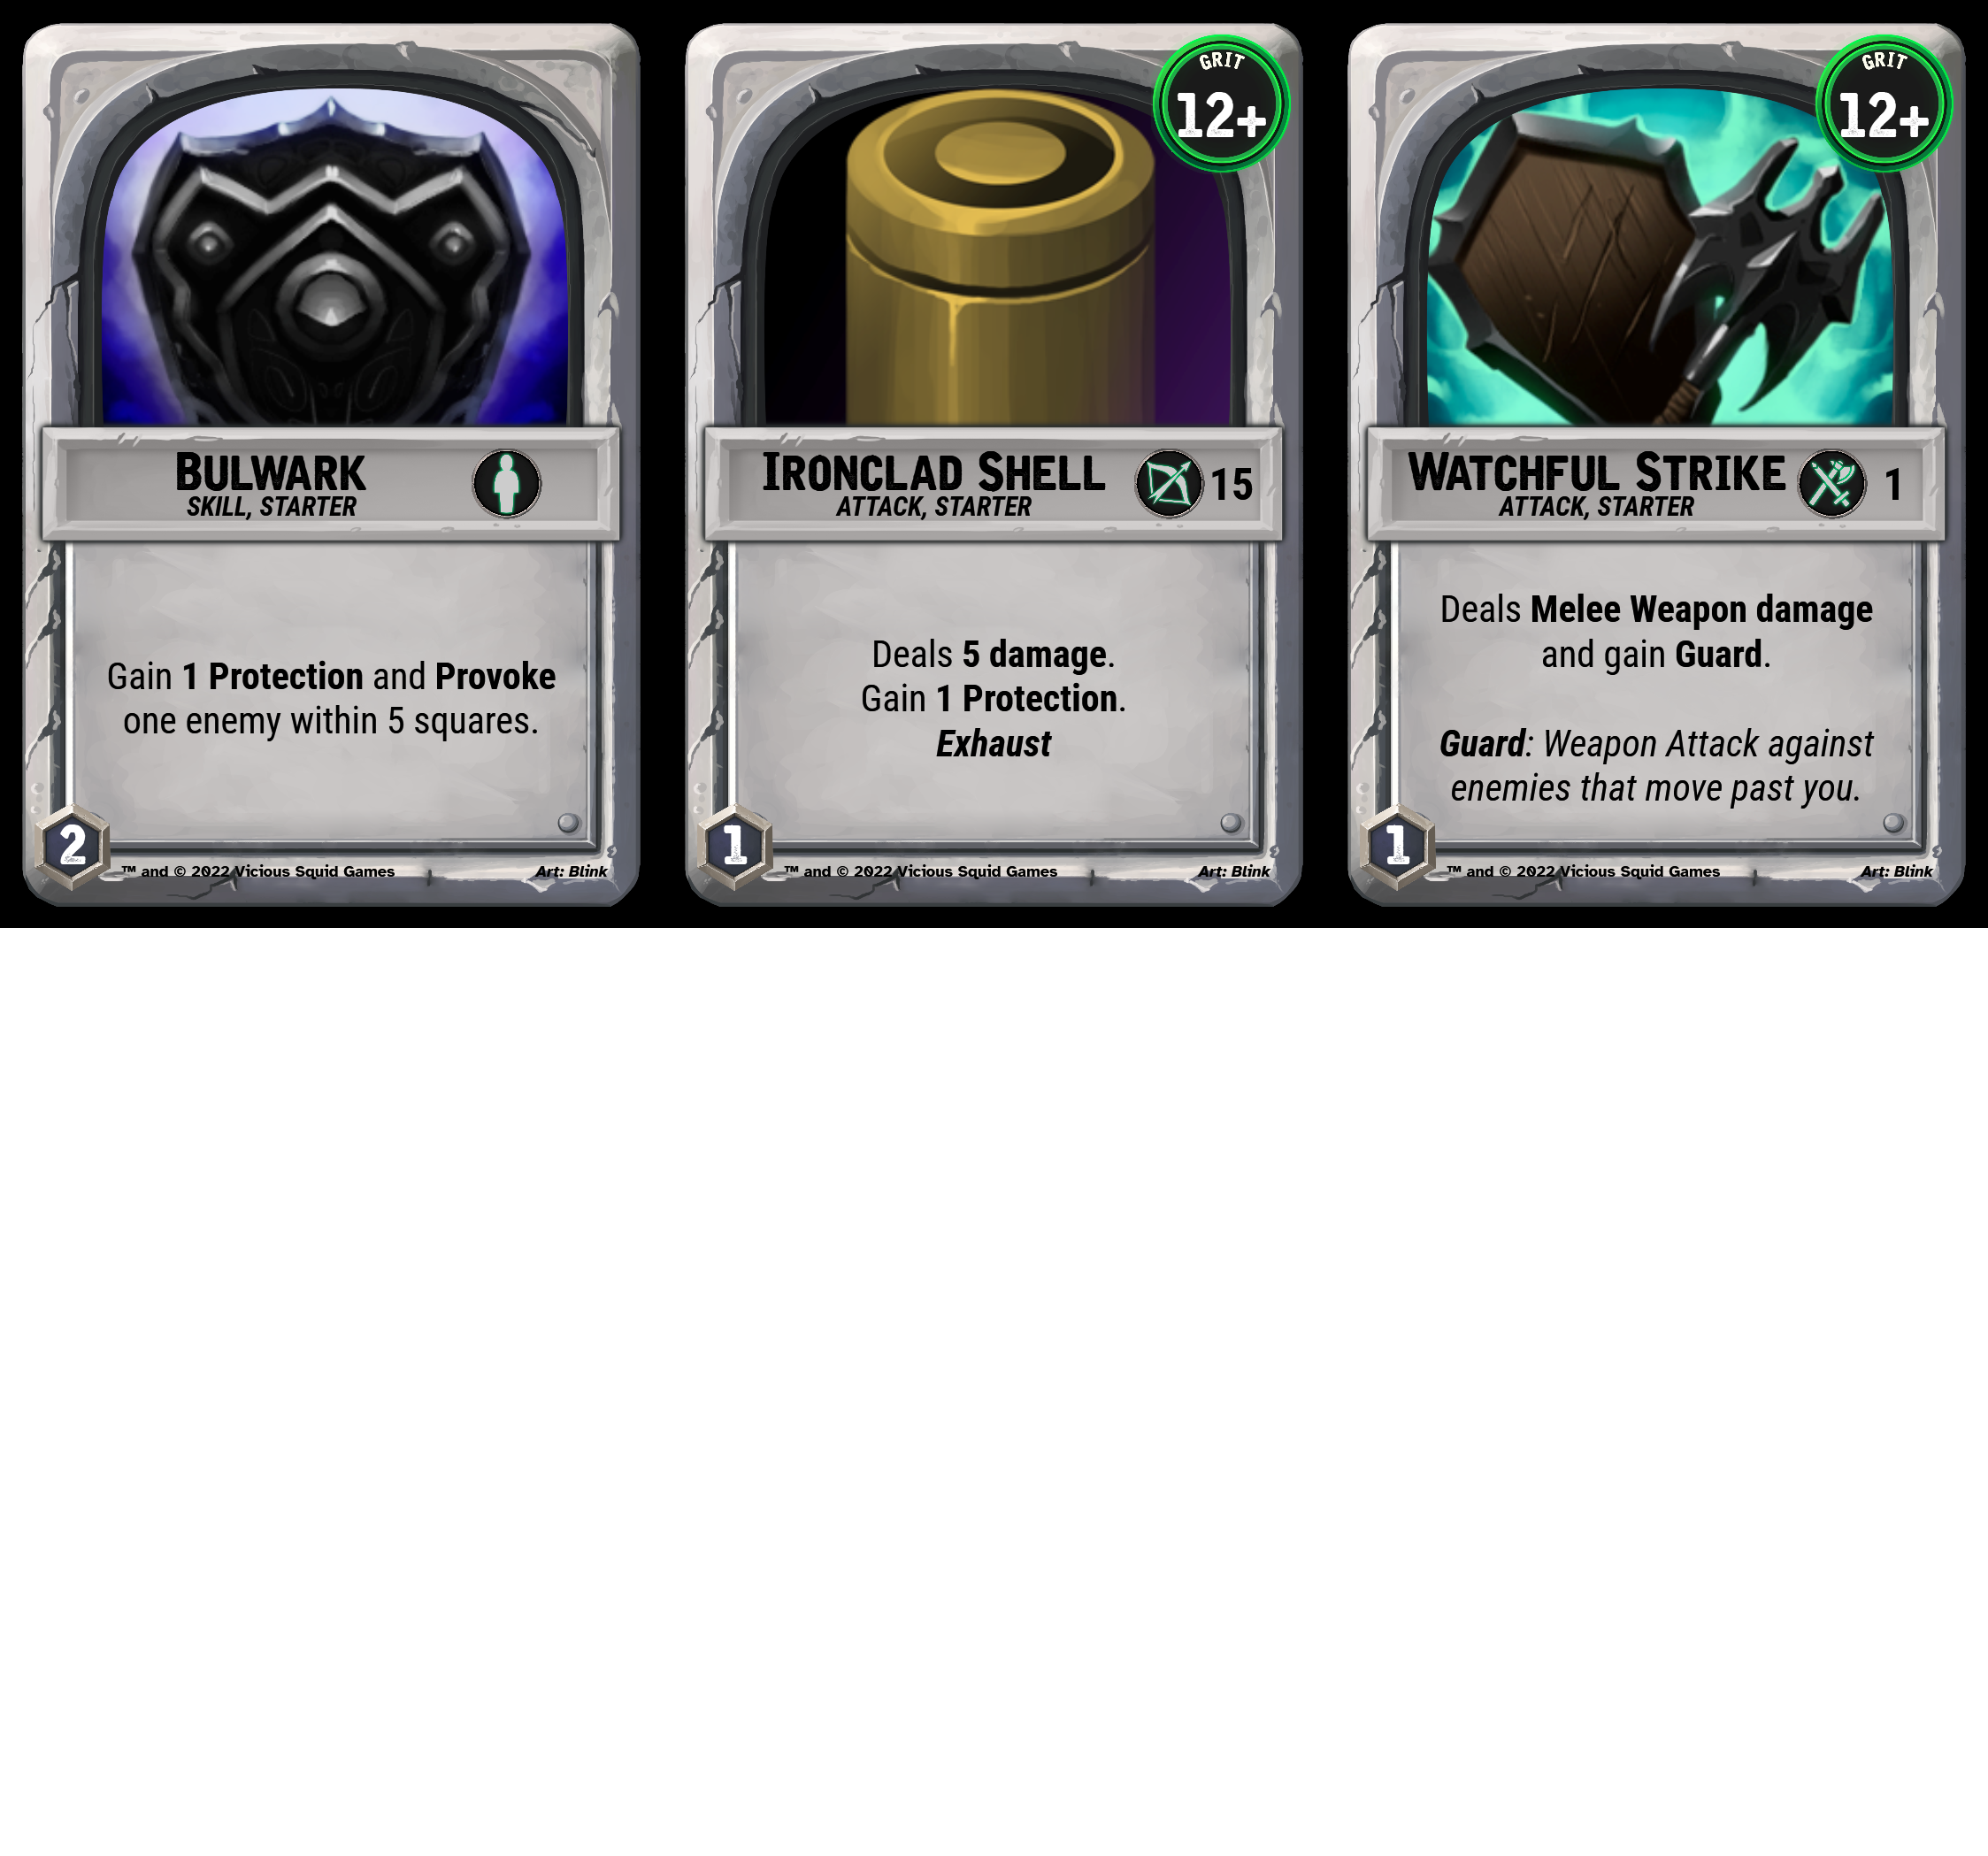 BULWARK
SKILL, STARTER
Gain 1 Protection and Provoke
one enemy within 5 squares.
2
™ and © 2022 Vicious Squid Games
Art: Blink
GRIT
12+
IRONCLAD SHELL
15
ATTACK, STARTER
Deals 5 damage.
Gain 1 Protection.
Exhaust
1
™ and © 2022 Vicious Squid Games
Art: Blink
GRIT
12+
WATCHFUL STRIKE
1
ATTACK, STARTER
Deals Melee Weapon damage
and gain Guard.
Guard: Weapon Attack against
enemies that move past you.
1
™ and © 2022 Vicious Squid Games
Art: Blink